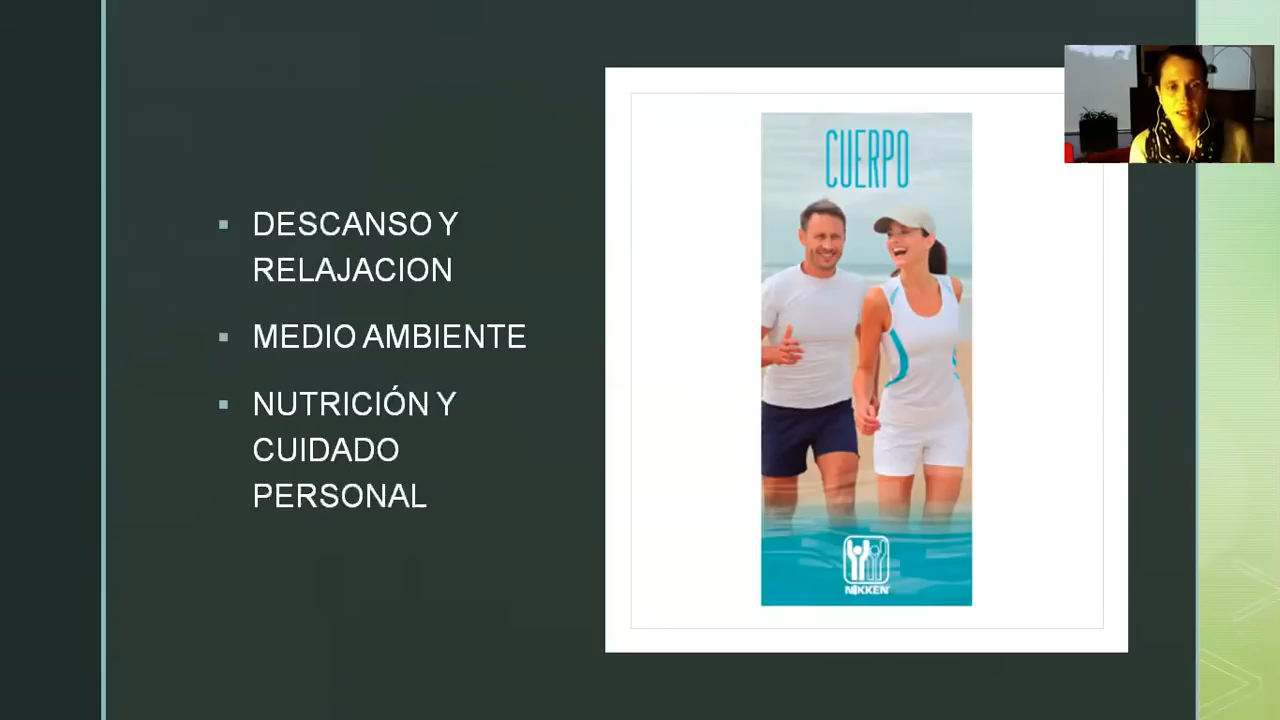 DESCANSO Y
RELAJACION
MEDIO AMBIENTE
NUTRICIÓN Y
CUIDADO
PERSONAL
CUERPO
NIKKEN